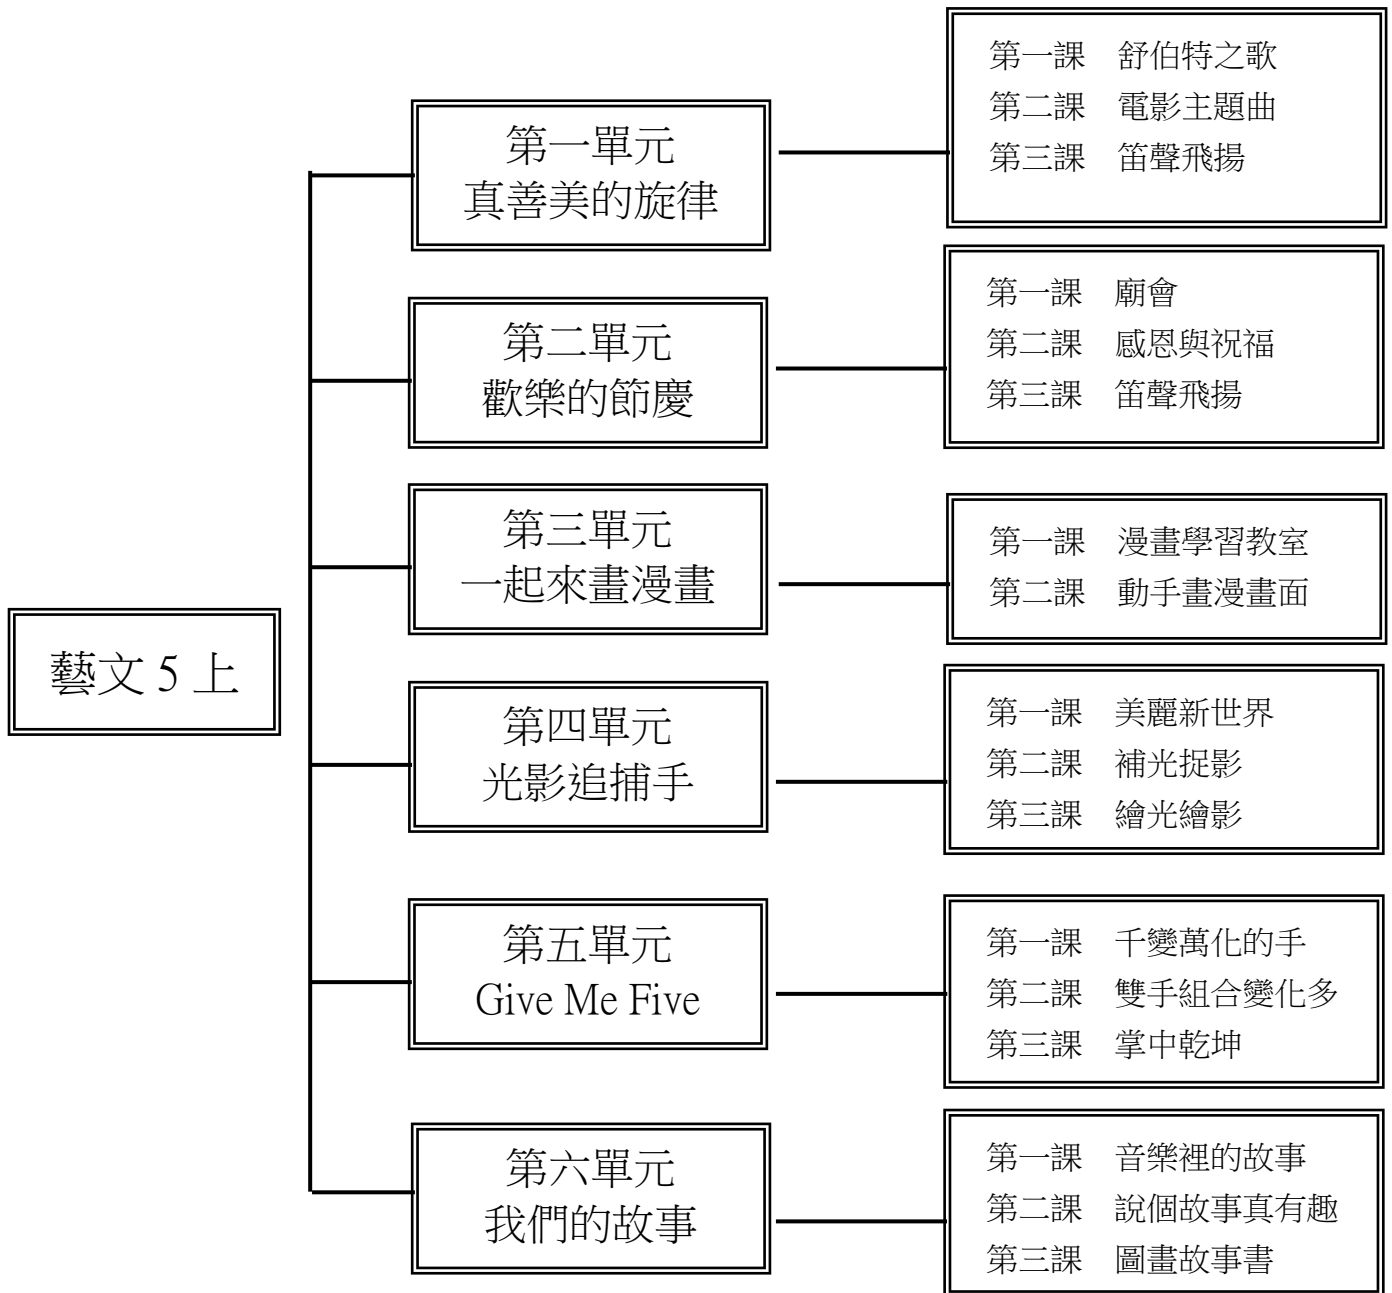 藝文 5 上
第一單元
真善美的旋律
第一課　舒伯特之歌
第二課　電影主題曲
第三課　笛聲飛揚
第二單元
歡樂的節慶
第一課　廟會
第二課　感恩與祝福
第三課　笛聲飛揚
第三單元
一起來畫漫畫
第一課　漫畫學習教室
第二課　動手畫漫畫面
第四單元
光影追捕手
第一課　美麗新世界
第二課　補光捉影
第三課　繪光繪影
第五單元
Give Me Five
第一課　千變萬化的手
第二課　雙手組合變化多
第三課　掌中乾坤
第六單元
我們的故事
第一課　音樂裡的故事
第二課　說個故事真有趣
第三課　圖畫故事書